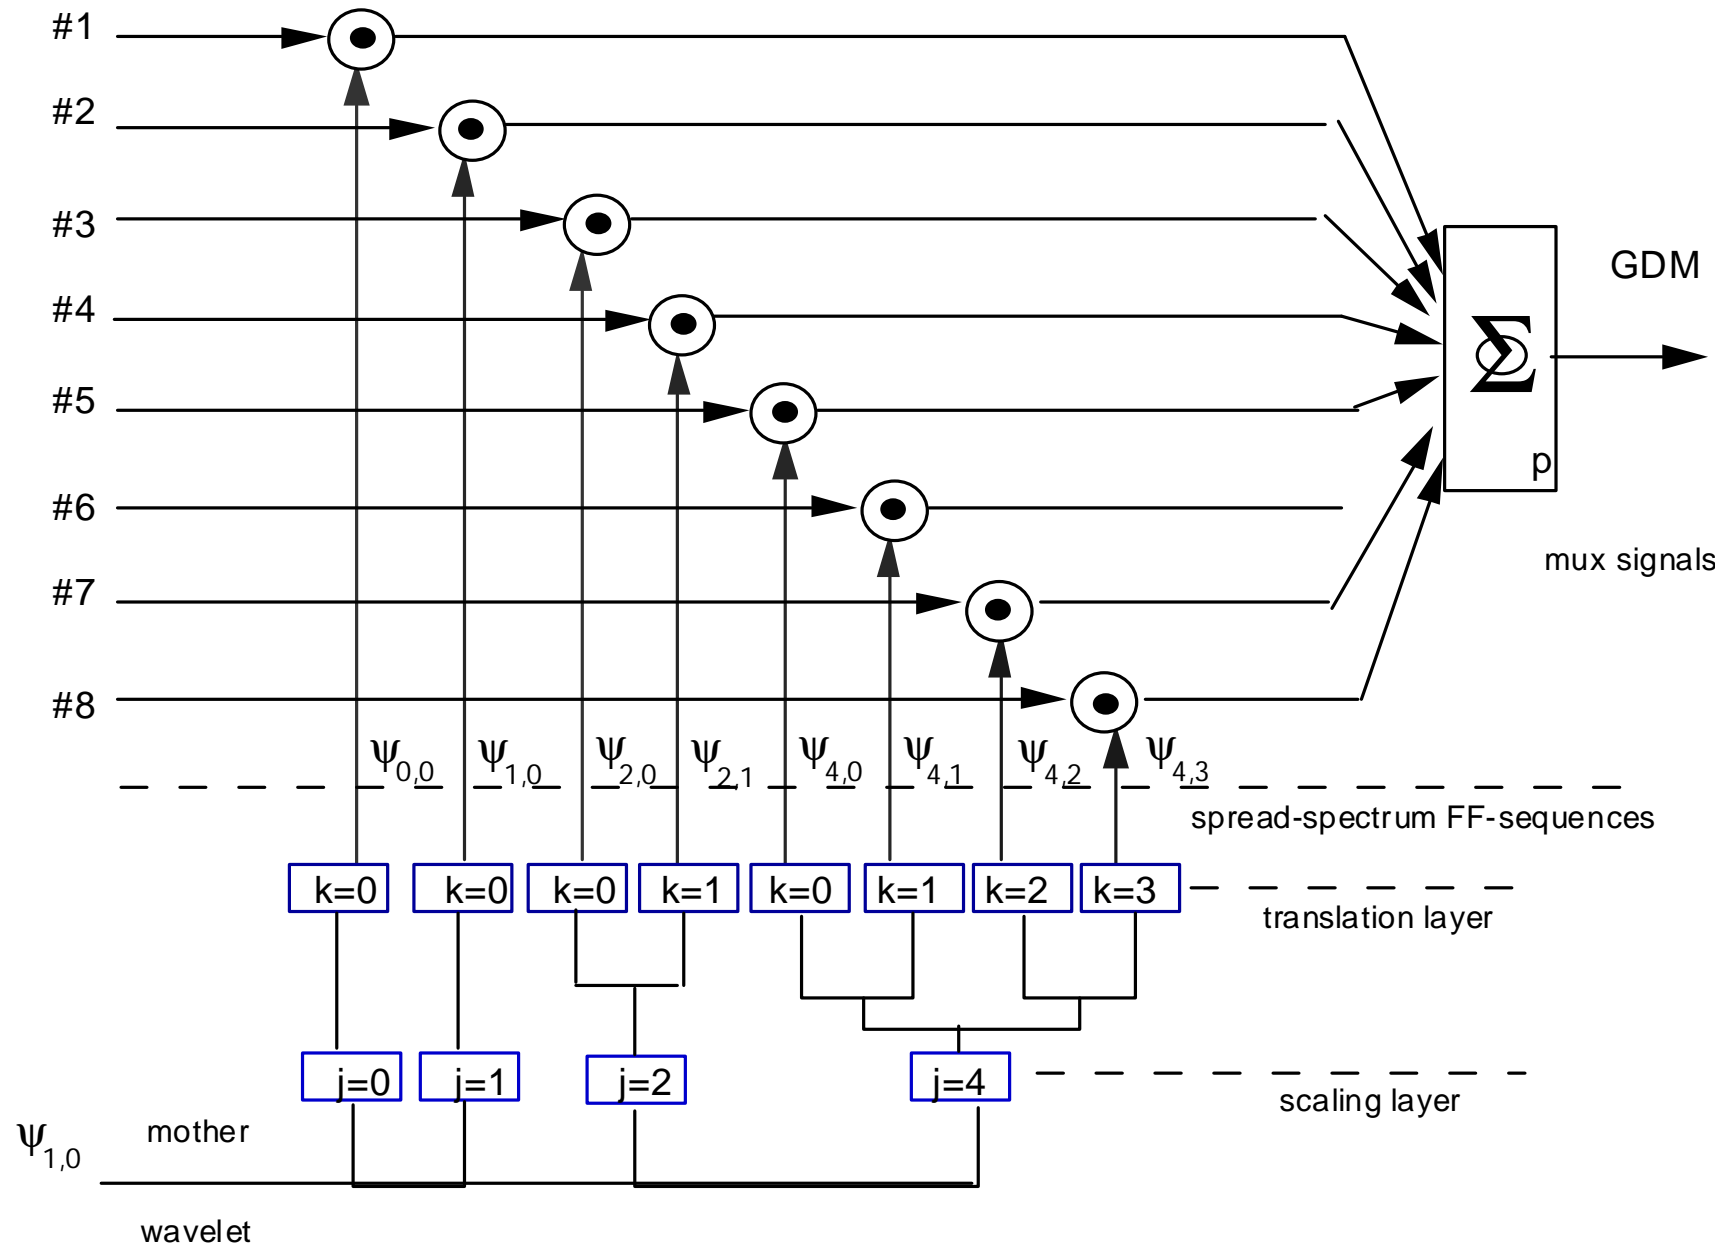 #1
#2
#3
#4
#5
#6
#7
#8
GDM
Σ
p
mux signals
ψ0,0 ψ1,0 ψ2,0 ψ2,1 ψ4,0 ψ4,1 ψ4,2 ψ4,3
spread-spectrum FF-sequences
k=0 k=0 k=0 k=1 k=0 k=1 k=2 k=3
translation layer
j=0 j=1 j=2 j=4
scaling layer
ψ1,0 mother
wavelet